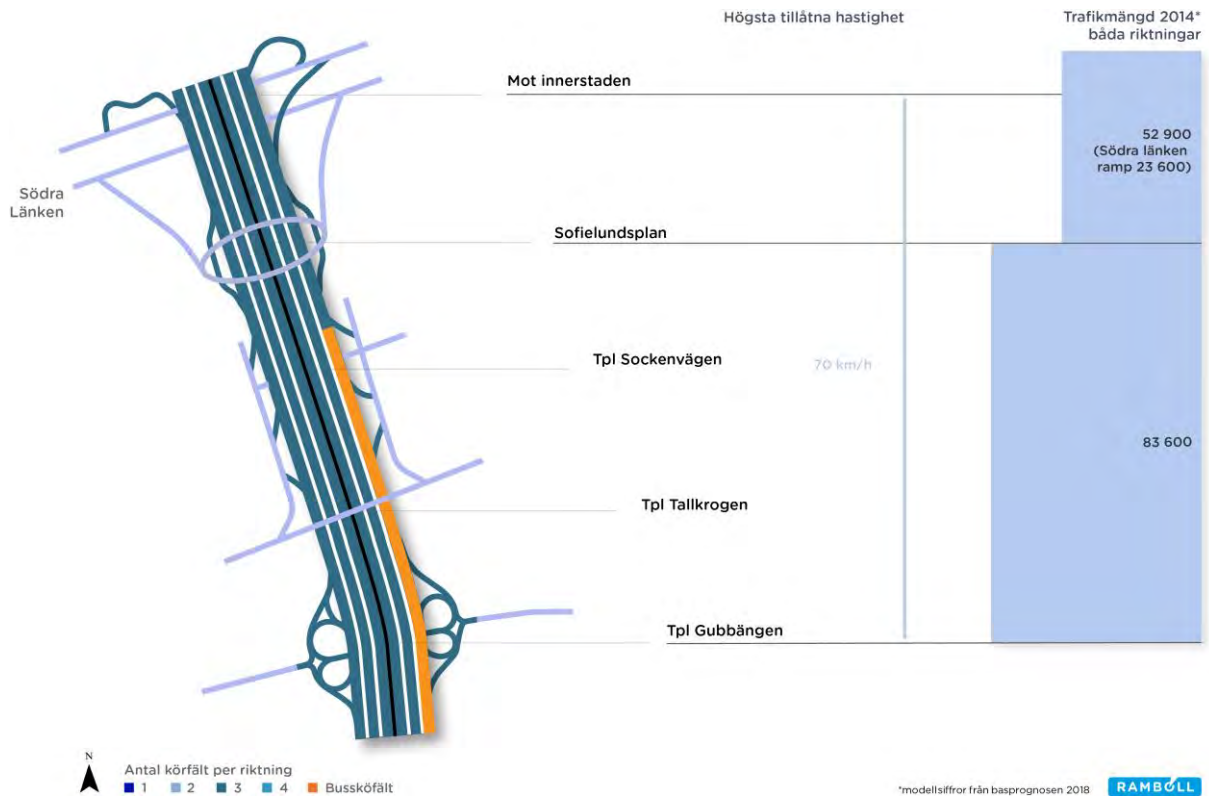 Högsta tillåtna hastighet
Trafikmängd 2014*
båda riktningar
Mot innerstaden
52 900
(Södra länken
ramp 23 600)
Södra
Länken
Sofielundsplan
Tpl Sockenvägen
70 km/h
83 600
Tpl Tallkrogen
Tpl Gubbängen
N
Antal körfält per riktning
1 2 3 4 Bussköfält
*modellsiffror från basprognosen 2018
RAMBOLL